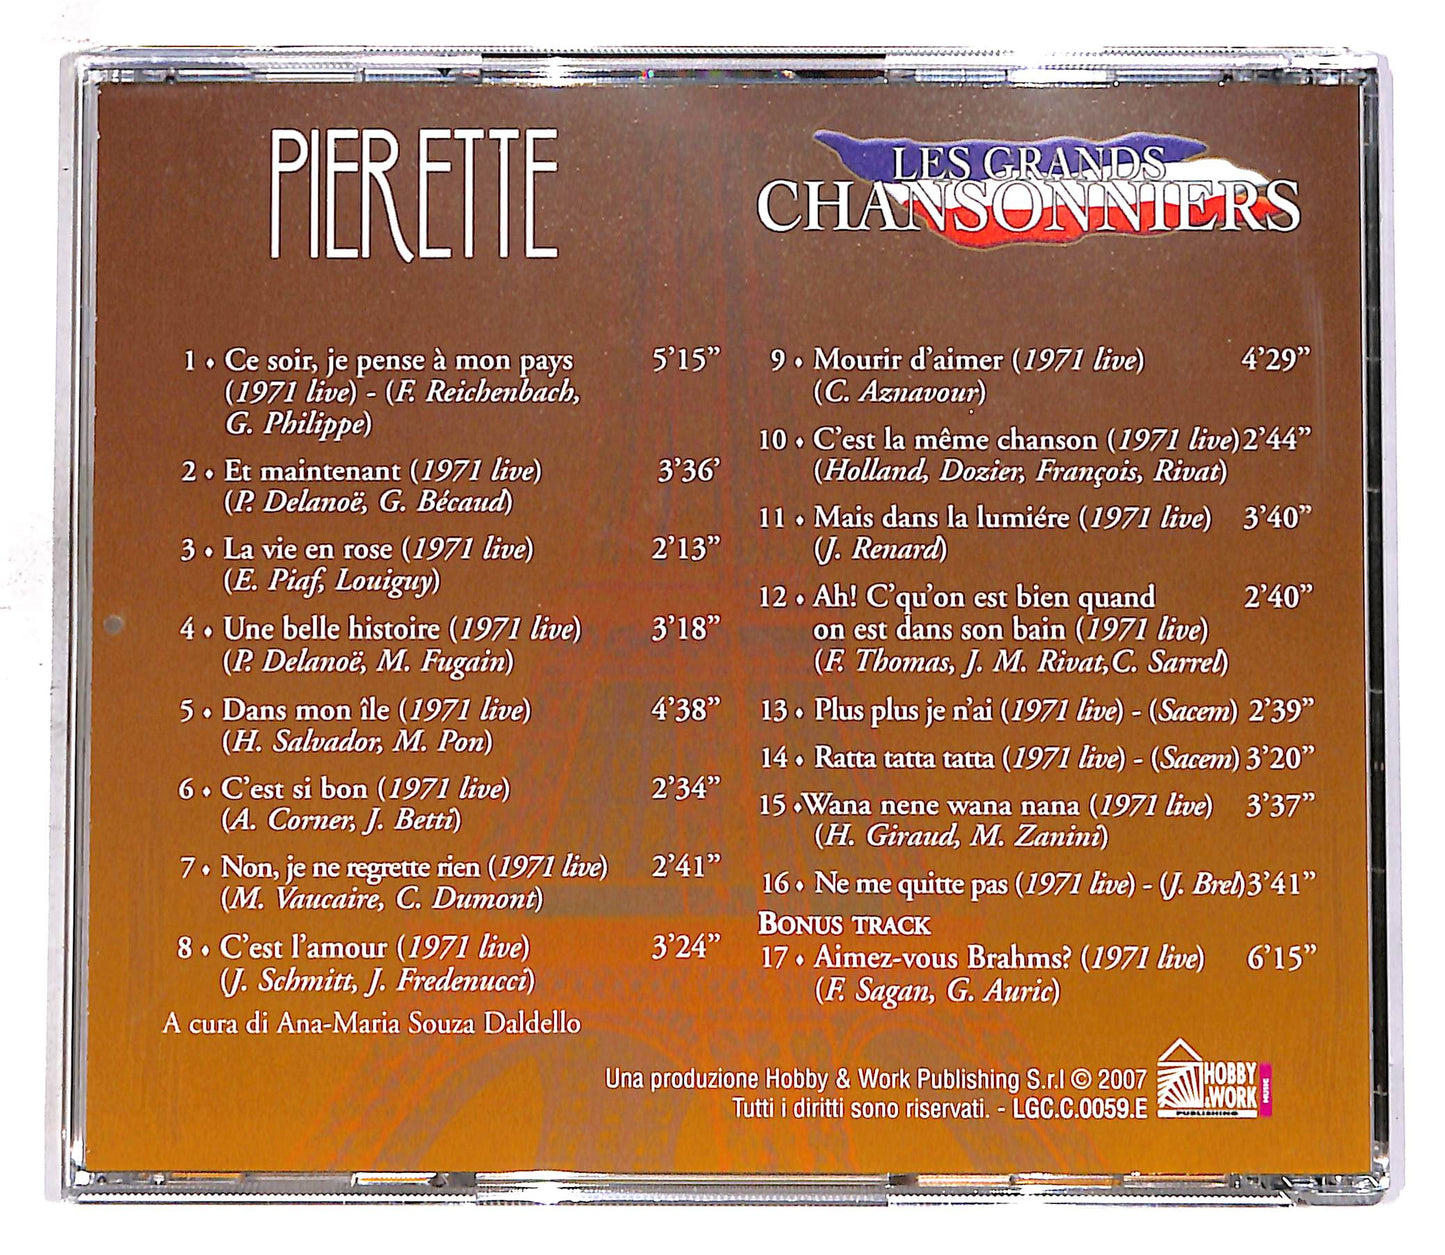 PIERETTE
LES GRANDS
CHANSONNIERS
1 ⬧ Ce soir, je pense à mon pays 5'15”
(1971 live) - (F. Reichenbach,
G. Philippe)
2 ⬧ Et maintenant (1971 live) 3'36'
(P. Delanoë, G. Bécaud)
3 ⬧ La vie en rose (1971 live) 2'13”
(E. Piaf, Louiguy)
4 ⬧ Une belle histoire (1971 live) 3'18”
(P. Delanoë, M. Fugain)
5 ⬧ Dans mon île (1971 live) 4'38”
(H. Salvador, M. Pon)
6 ⬧ C'est si bon (1971 live) 2'34”
(A. Corner, J. Betti)
7 ⬧ Non, je ne regrette rien (1971 live) 2'41”
(M. Vaucaire, C. Dumont)
8 ⬧ C'est l'amour (1971 live) 3'24”
(J. Schmitt, J. Fredenucci)
A cura di Ana-Maria Souza Daldello
9 ⬧ Mourir d'aimer (1971 live) 4'29”
(C. Aznavour)
10 ⬧ C'est la même chanson (1971 live) 2'44”
(Holland, Dozier, François, Rivat)
11 ⬧ Mais dans la lumiére (1971 live) 3'40”
(J. Renard)
12 ⬧ Ah! C'qu'on est bien quand 2'40”
on est dans son bain (1971 live)
(F. Thomas, J. M. Rivat, C. Sarrel)
13 ⬧ Plus plus je n'ai (1971 live) - (Sacem) 2'39”
14 ⬧ Ratta tatta tatta (1971 live) - (Sacem) 3'20”
15 ⬧ Wana nene wana nana (1971 live) 3'37”
(H. Giraud, M. Zanini)
16 ⬧ Ne me quitte pas (1971 live) - (J. Brel) 3'41”
BONUS TRACK
17 ⬧ Aimez-vous Brahms? (1971 live) 6'15”
(F. Sagan, G. Auric)
Una produzione Hobby & Work Publishing S.r.l © 2007
Tutti i diritti sono riservati. - LGC.C.0059.E
HOBBY
& WORK
PUBLISHING
MUSIC